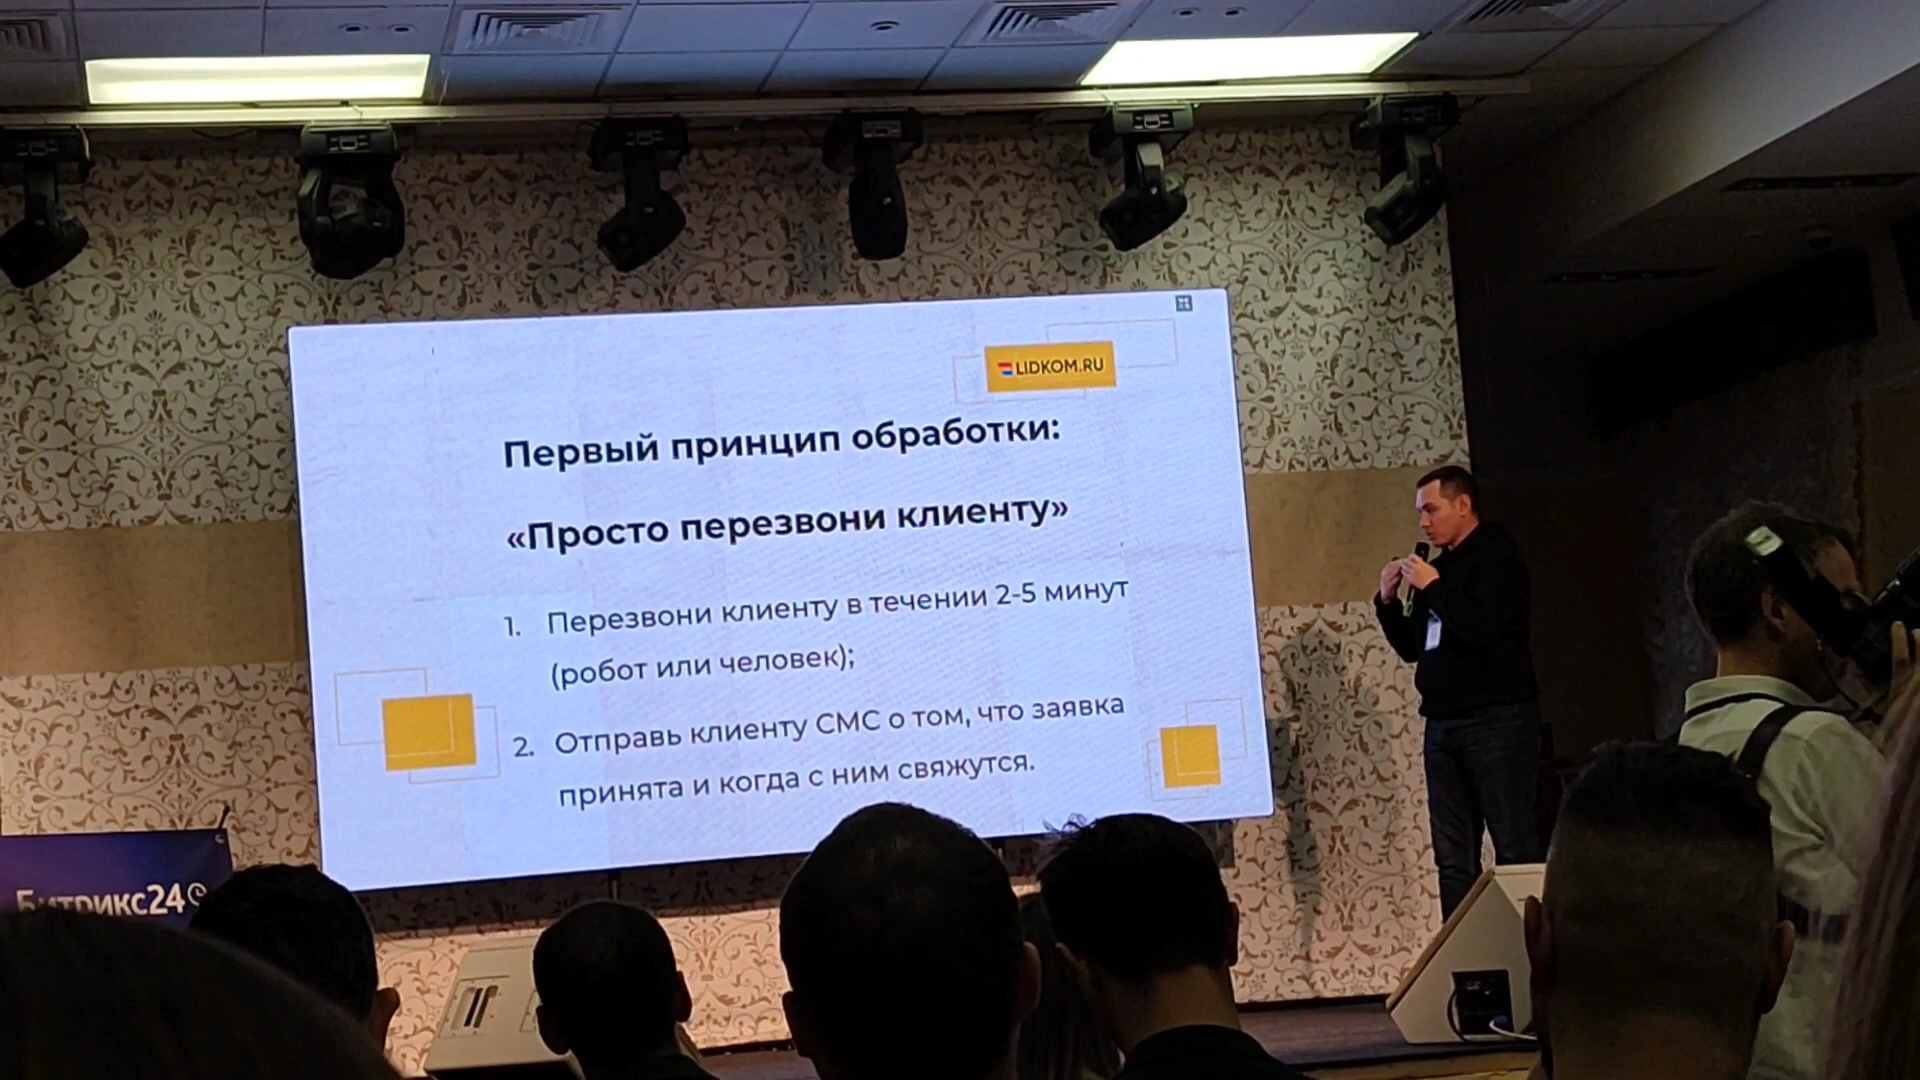 LIDKOM.RU
Первый принцип обработки:
«Просто перезвони клиенту»
1. Перезвони клиенту в течении 2-5 минут
(робот или человек);
2. Отправь клиенту СМС о том, что заявка
принята и когда с ним свяжутся.
Битрикс24